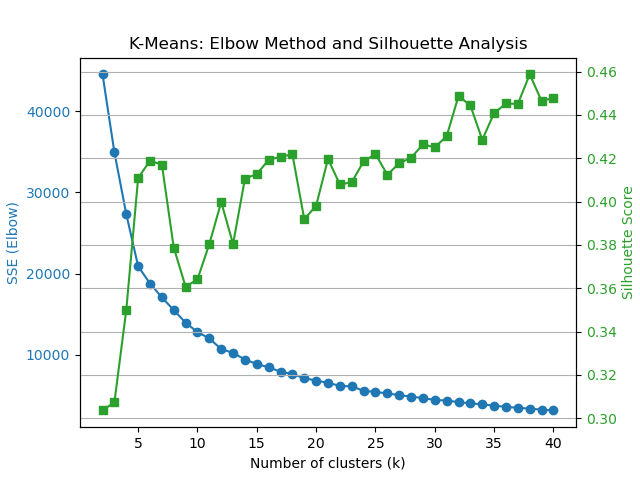 K-Means: Elbow Method and Silhouette Analysis
SSE (Elbow)
40000
30000
20000
10000
0.46
0.44
0.42
0.40
0.38
0.36
0.34
0.32
0.30
Silhouette Score
5 10 15 20 25 30 35 40
Number of clusters (k)